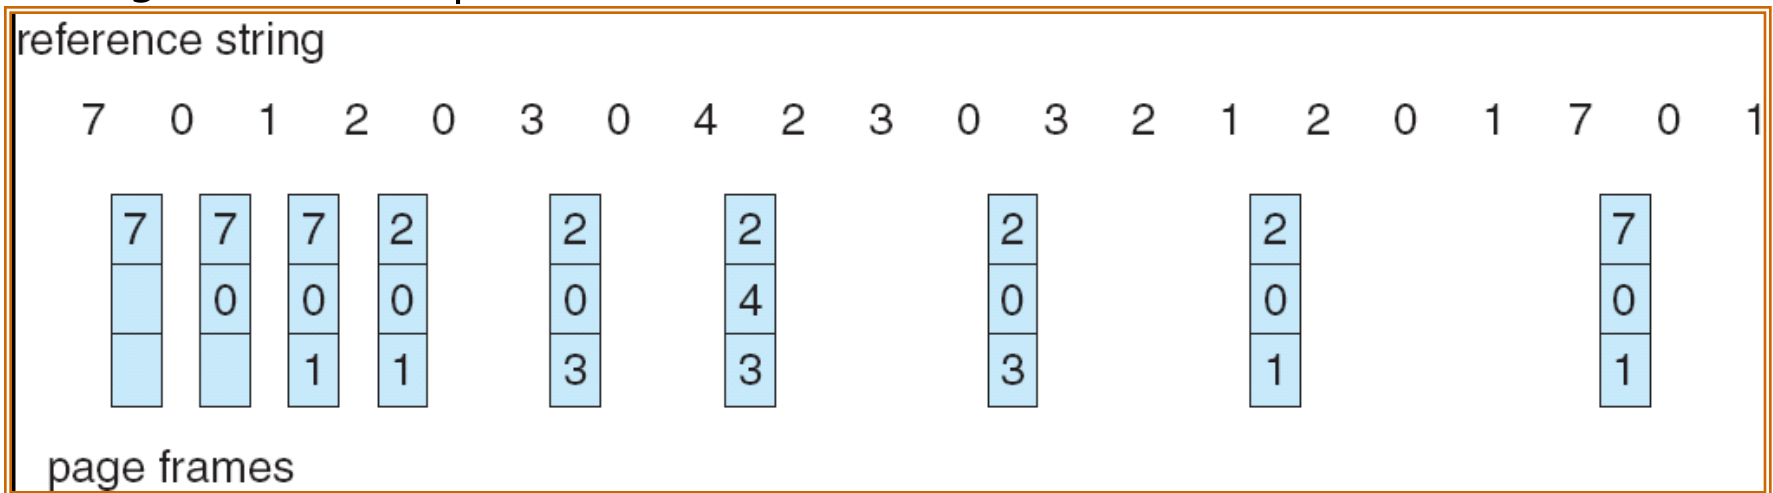 reference string
7 0 1 2 0 3 0 4 2 3 0 3 2 1 2 0 1 7 0 1
7 7 7 2 2 2 2 2 7
0 0 0 0 4 0 0 0
1 1 3 3 3 1 1
page frames